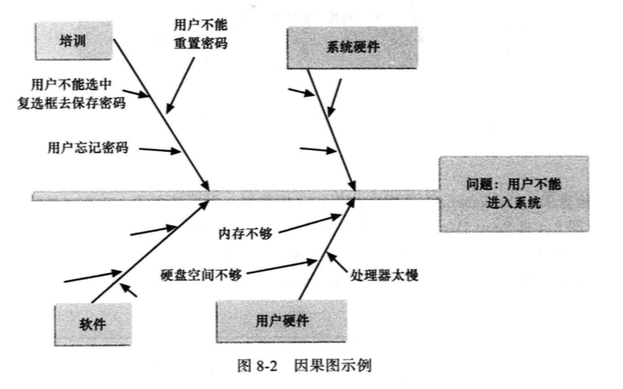 培训
用户不能
重置密码
系统硬件
用户不能选中
复选框去保存密码
用户忘记密码
问题：用户不能
进入系统
内存不够
硬盘空间不够
处理器太慢
软件
用户硬件
图 8-2 因果图示例